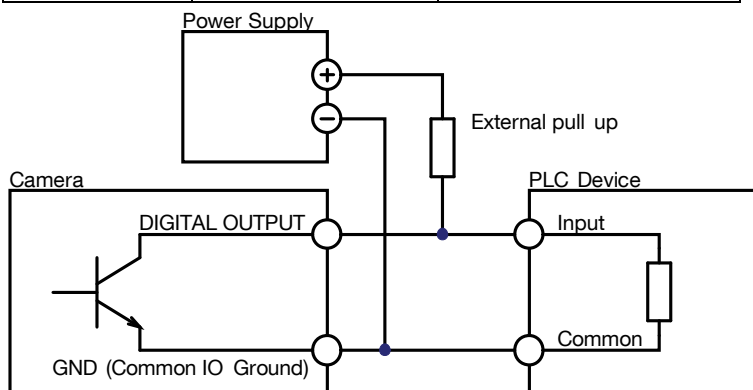 Power Supply
+
−
External pull up
Camera
PLC Device
DIGITAL OUTPUT
Input
Common
GND (Common IO Ground)